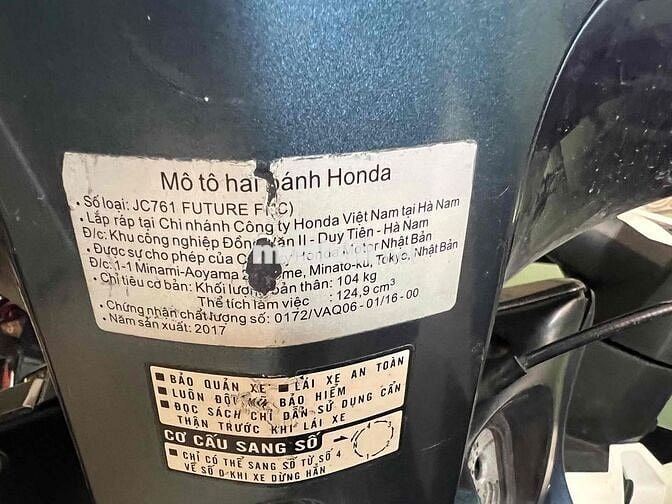 Mô tô hai bánh Honda
• Số loại: JC761 FUTURE F C)
• Lắp ráp tại Chi nhánh Công ty Honda Việt Nam tại Hà Nam
Đ/c: Khu công nghiệp Đồng Văn II - Duy Tiên - Hà Nam
• Được sự cho phép của Honda Motor Nhật Bản
Đ/c: 1-1 Minami-Aoyama 2 ome, Minato-ku, Tokyo, Nhật Bản
• Chỉ tiêu cơ bản: Khối lượng bản thân: 104 kg
Thể tích làm việc : 124,9 cm³
• Chứng nhận chất lượng số: 0172/VAQ06-01/16-00
• Năm sản xuất: 2017
■ BẢO QUẢN XE ■ LÁI XE AN TOÀN
■ LUÔN ĐỘI MŨ BẢO HIỂM
■ ĐỌC SÁCH CHỈ DẪN SỬ DỤNG CẨN
THẬN TRƯỚC KHI LÁI XE
CƠ CẤU SANG SỐ
■ CHỈ CÓ THỂ SANG SỐ TỪ SỐ 4
VỀ SỐ 0 KHI XE DỪNG HẲN